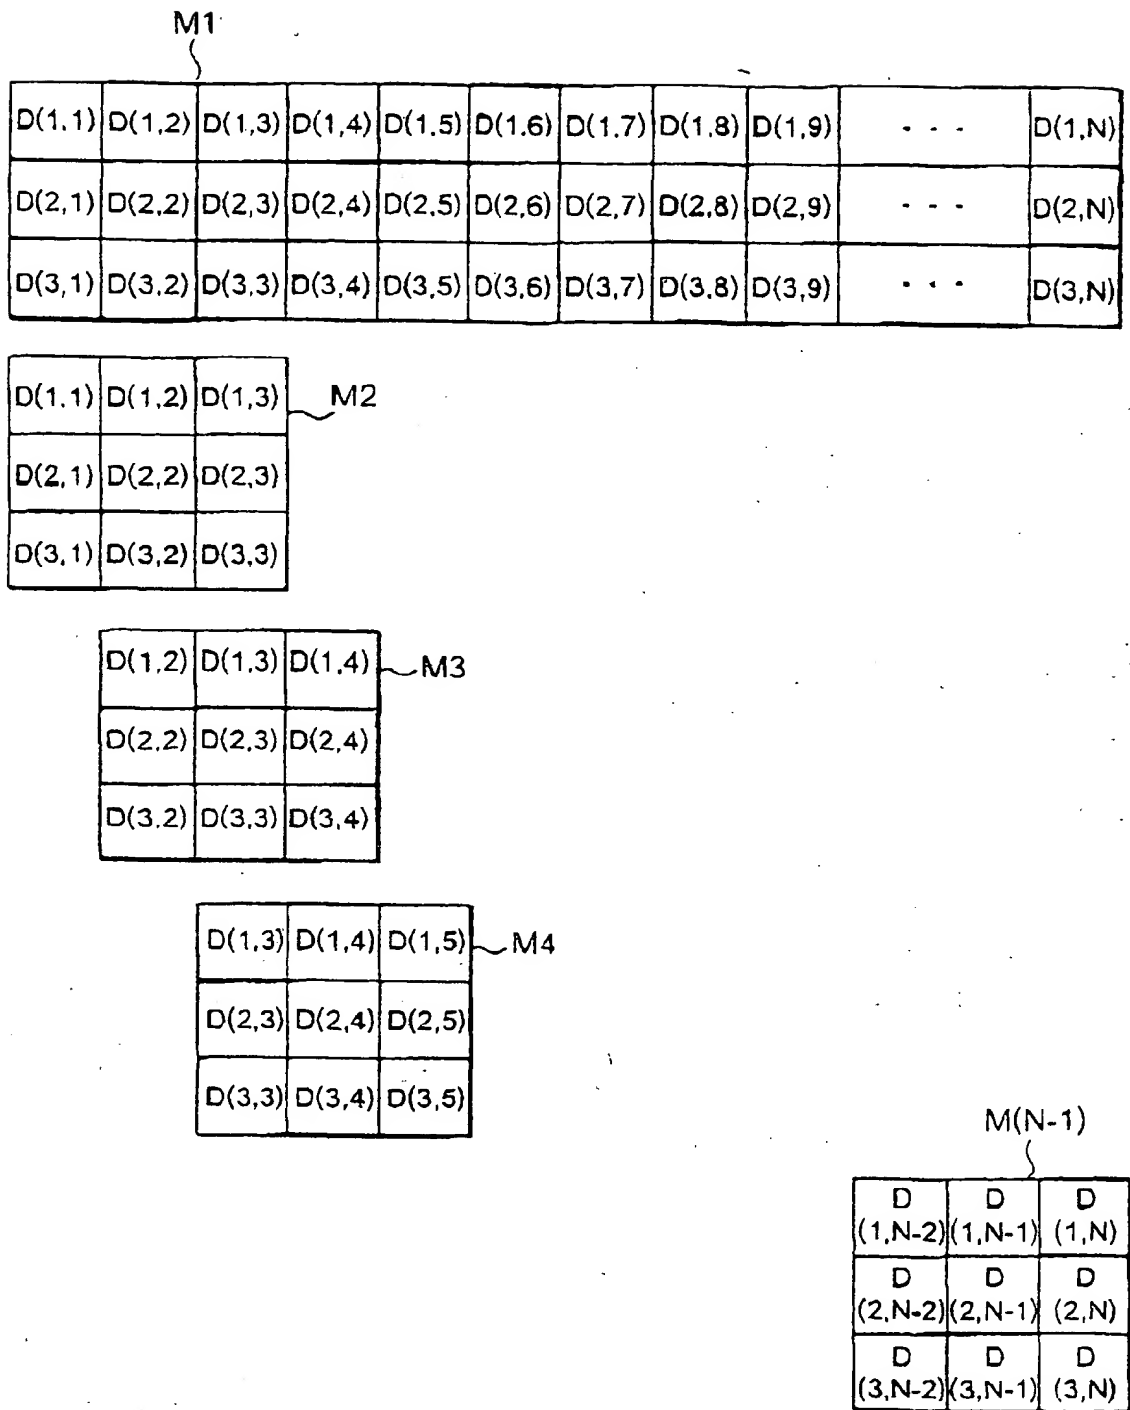 M1
D(1,1) D(1,2) D(1,3) D(1,4) D(1,5) D(1,6) D(1,7) D(1,8) D(1,9) - - - D(1,N)
D(2,1) D(2,2) D(2,3) D(2,4) D(2,5) D(2,6) D(2,7) D(2,8) D(2,9) - - - D(2,N)
D(3,1) D(3,2) D(3,3) D(3,4) D(3,5) D(3,6) D(3,7) D(3,8) D(3,9) - - - D(3,N)
D(1,1) D(1,2) D(1,3) M2
D(2,1) D(2,2) D(2,3)
D(3,1) D(3,2) D(3,3)
D(1,2) D(1,3) D(1,4) M3
D(2,2) D(2,3) D(2,4)
D(3,2) D(3,3) D(3,4)
D(1,3) D(1,4) D(1,5) M4
D(2,3) D(2,4) D(2,5)
D(3,3) D(3,4) D(3,5)
M(N-1)
D D D
(1,N-2) (1,N-1) (1,N)
D D D
(2,N-2) (2,N-1) (2,N)
D D D
(3,N-2) (3,N-1) (3,N)